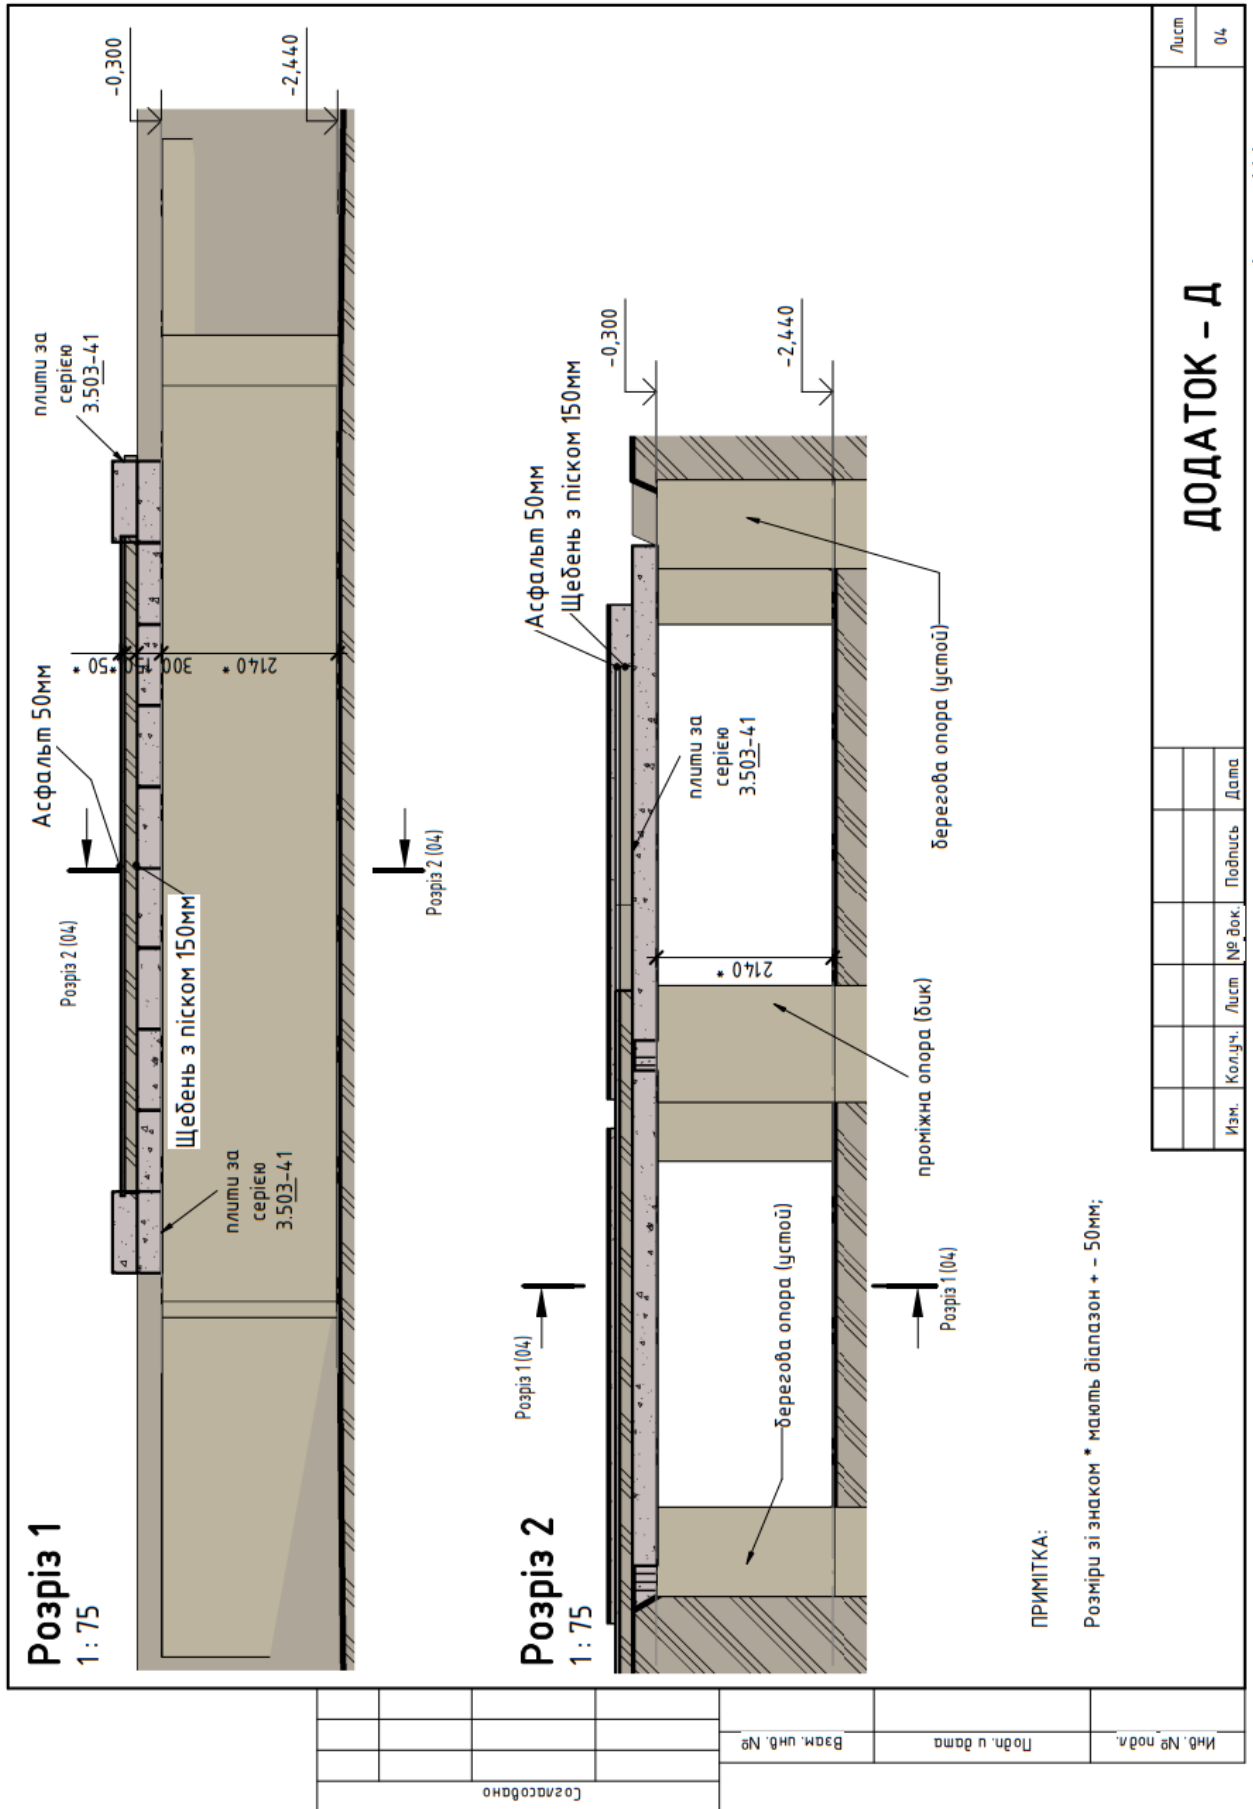 Розріз 1
1 : 75
Асфальт 50мм
плити за
серією
3.503-41
-0,300
-2,440
Розріз 2 (04)
Розріз 2 (04)
Щебень з піском 150мм
плити за
серією
3.503-41
50 *
150 *
300
2140 *
Розріз 2
1 : 75
Асфальт 50мм
Щебень з піском 150мм
-0,300
-2,440
плити за
серією
3.503-41
2140 *
Розріз 1 (04)
Розріз 1 (04)
берегова опора (устой)
проміжна опора (бик)
берегова опора (устой)
ПРИМІТКА:
Розміри зі знаком * мають діапазон + - 50мм;
Изм. Кол.уч. Лист № док. Подпись Дата
ДОДАТОК - Д
Лист
04
Согласовано
Взам. инв. №
Подп. и дата
Инв. № подл.